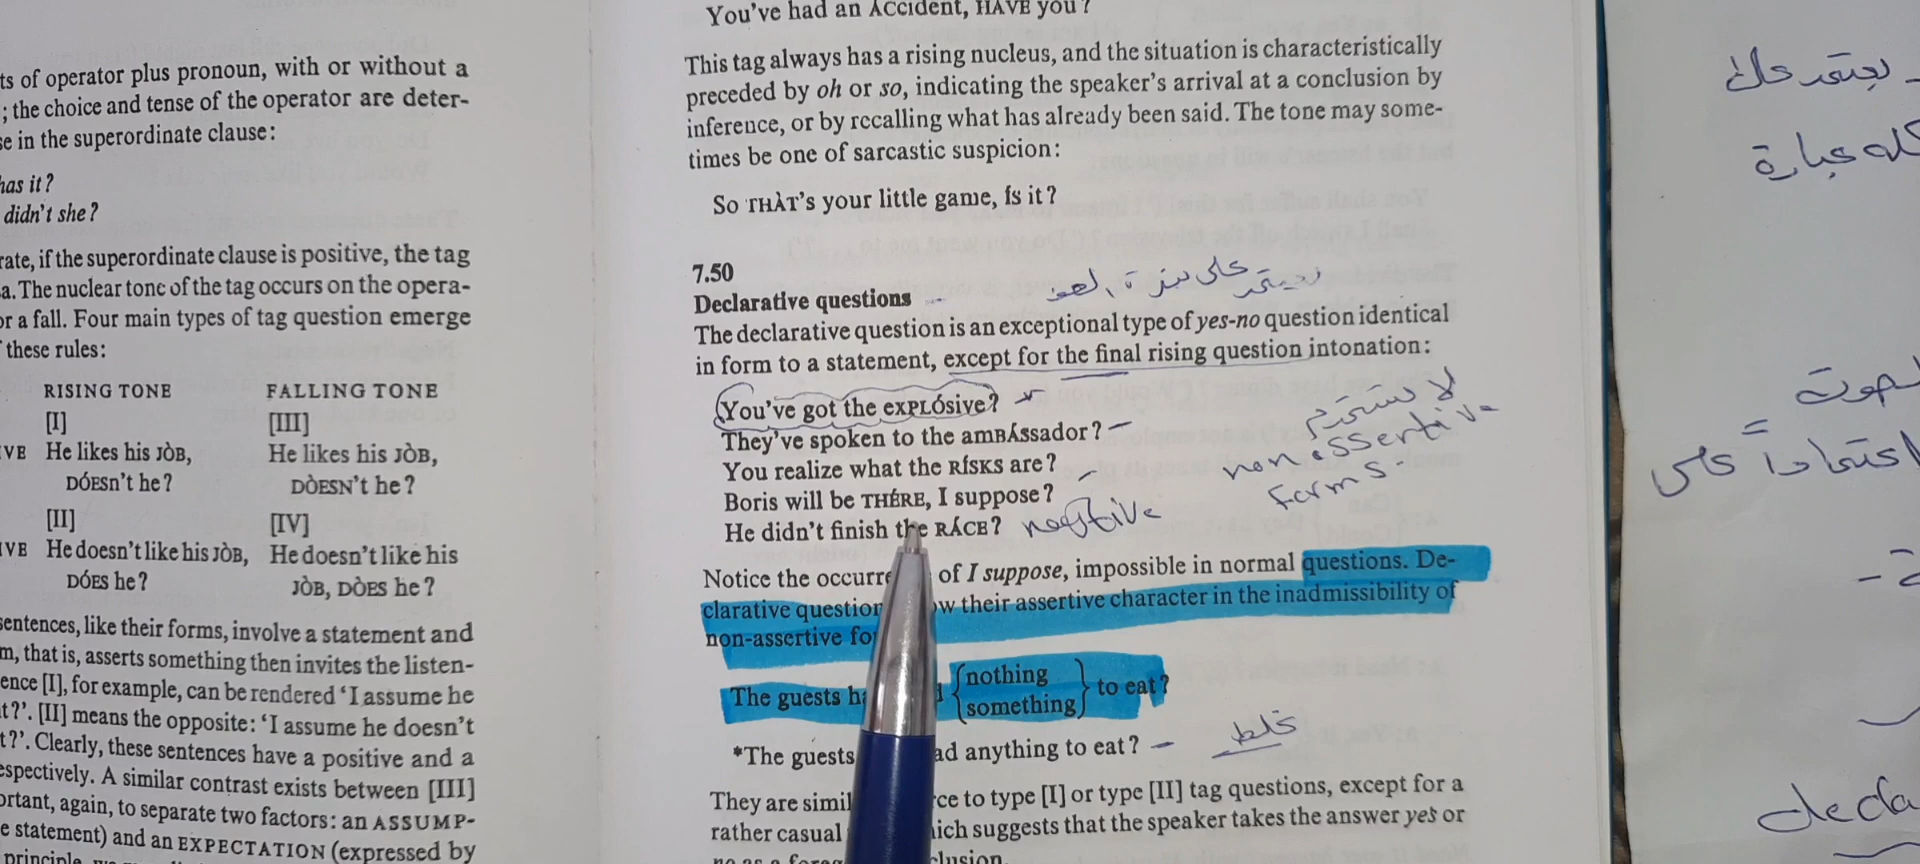 ts of operator plus pronoun, with or without a
; the choice and tense of the operator are deter-
se in the superordinate clause:
has it?
didn't she?
rate, if the superordinate clause is positive, the tag
a. The nuclear tone of the tag occurs on the opera-
or a fall. Four main types of tag question emerge
these rules:
RISING TONE FALLING TONE
[I] [III]
VE He likes his JÒB, He likes his JÒB,
DÓESn't he? DÒESN't he?
[II] [IV]
VE He doesn't like his JÒB, He doesn't like his
DÓES he? JÒB, DÒES he?
sentences, like their forms, involve a statement and
m, that is, asserts something then invites the listen-
ence [I], for example, can be rendered 'I assume he
t?'. [II] means the opposite: 'I assume he doesn't
t?'. Clearly, these sentences have a positive and a
espectively. A similar contrast exists between [III]
ortant, again, to separate two factors: an ASSUMP-
e statement) and an EXPECTATION (expressed by
principle,
You've had an ACCident, HAVE you?
This tag always has a rising nucleus, and the situation is characteristically
preceded by oh or so, indicating the speaker's arrival at a conclusion by
inference, or by recalling what has already been said. The tone may some-
times be one of sarcastic suspicion:
So THÀT's your little game, Ís it?
7.50
Declarative questions
The declarative question is an exceptional type of yes-no question identical
in form to a statement, except for the final rising question intonation:
You've got the exPLÓsive?
They've spoken to the amBÁSsador?
You realize what the RÍSKS are?
Boris will be THÉRE, I suppose?
He didn't finish the RÁCE? negative
non assertive
forms
Notice the occurre of I suppose, impossible in normal questions. De-
clarative question ow their assertive character in the inadmissibility of
non-assertive fo
The guests ha nothing
something to eat?
*The guests ad anything to eat? غلط
They are simil ce to type [I] or type [II] tag questions, except for a
rather casual ich suggests that the speaker takes the answer yes or
clusion.
عبارة
decla